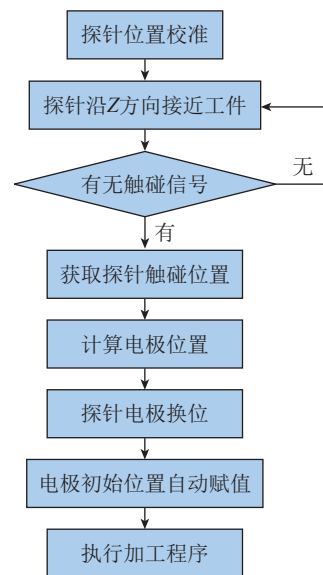 探针位置校准
探针沿Z方向接近工件
有无触碰信号
无
有
获取探针触碰位置
计算电极位置
探针电极换位
电极初始位置自动赋值
执行加工程序